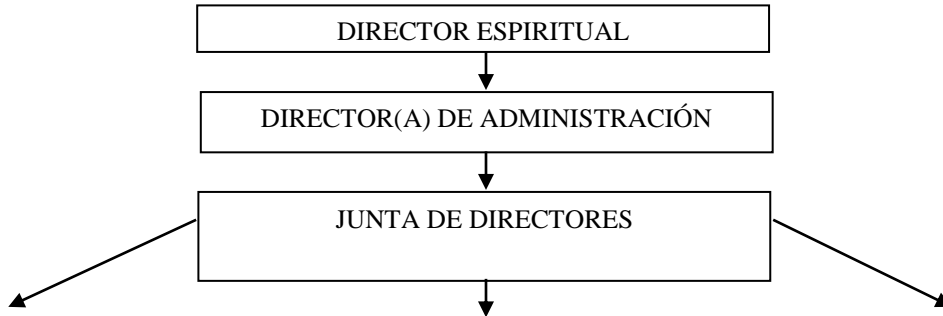 DIRECTOR ESPIRITUAL
DIRECTOR(A) DE ADMINISTRACIÓN
JUNTA DE DIRECTORES